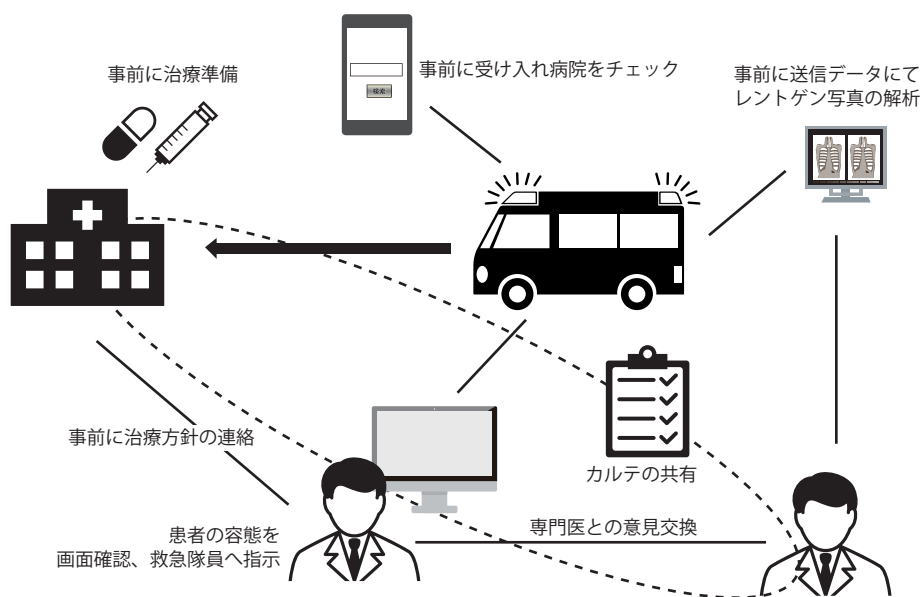 事前に治療準備
検索
事前に受け入れ病院をチェック
事前に送信データにて
レントゲン写真の解析
カルテの共有
事前に治療方針の連絡
患者の容態を
画面確認、救急隊員へ指示
専門医との意見交換